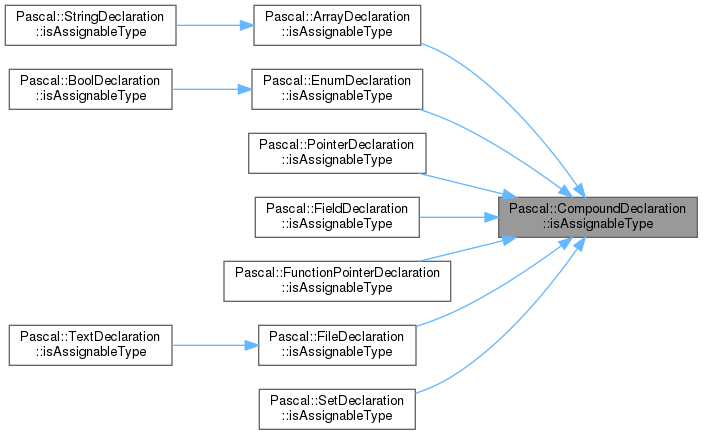 Pascal::StringDeclaration
::isAssignableType
Pascal::ArrayDeclaration
::isAssignableType
Pascal::BoolDeclaration
::isAssignableType
Pascal::EnumDeclaration
::isAssignableType
Pascal::PointerDeclaration
::isAssignableType
Pascal::FieldDeclaration
::isAssignableType
Pascal::CompoundDeclaration
::isAssignableType
Pascal::FunctionPointerDeclaration
::isAssignableType
Pascal::TextDeclaration
::isAssignableType
Pascal::FileDeclaration
::isAssignableType
Pascal::SetDeclaration
::isAssignableType